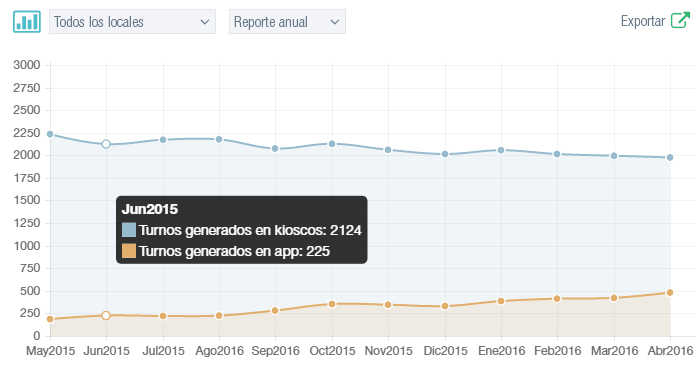 Todos los locales
Reporte anual
Exportar
3000
2750
2500
2250
2000
1750
1500
1250
1000
750
500
250
0
Jun2015
Turnos generados en kioscos: 2124
Turnos generados en app: 225
May2015 Jun2015 Jul2015 Ago2016 Sep2016 Oct2015 Nov2015 Dic2015 Ene2016 Feb2016 Mar2016 Abr2016